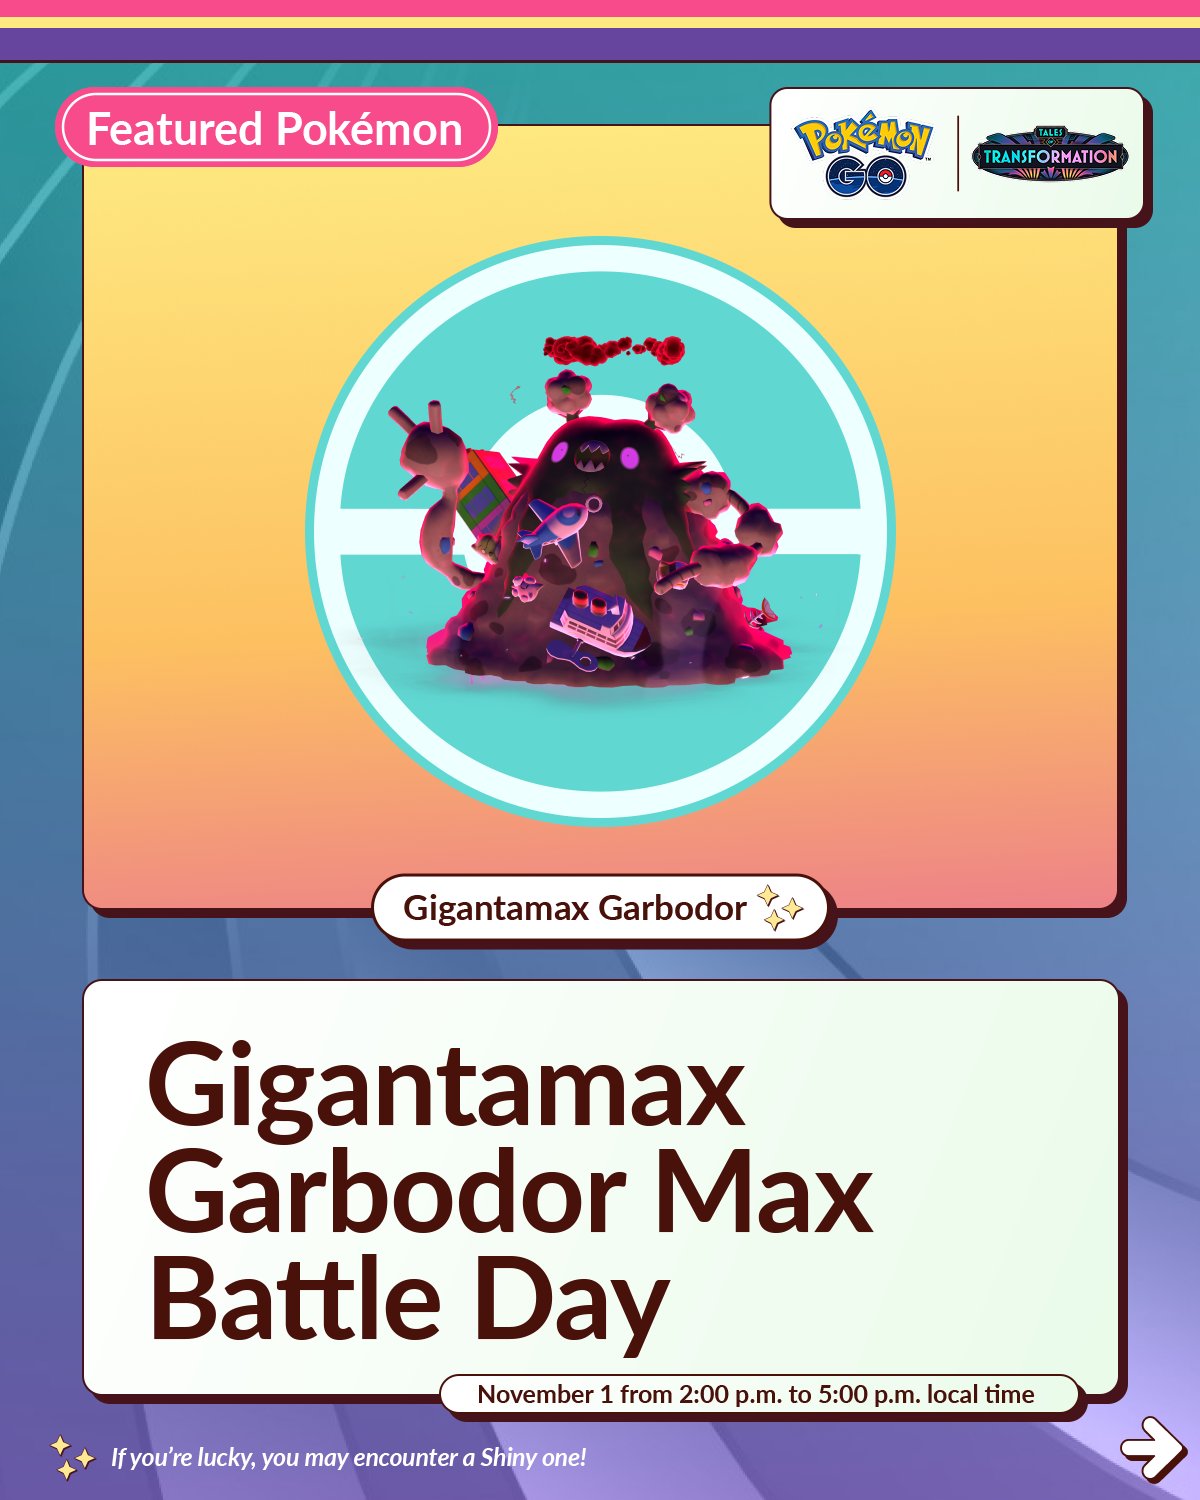 Featured Pokémon
POKéMON
GO
TALES
OF
TRANSFORMATION
Gigantamax Garbodor
Gigantamax
Garbodor Max
Battle Day
November 1 from 2:00 p.m. to 5:00 p.m. local time
If you're lucky, you may encounter a Shiny one!